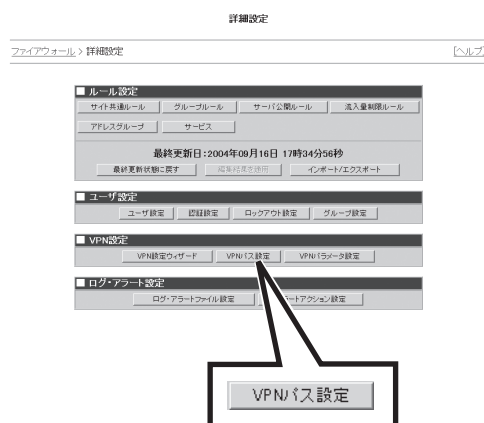 詳細設定
ファイアウォール > 詳細設定 [ヘルプ]
■ ルール設定
サイト共通ルール グループルール サーバ公開ルール 流入量制限ルール
アドレスグループ サービス
最終更新日:2004年09月16日 17時34分56秒
最終更新状態に戻す 編集結果を適用 インポート/エクスポート
■ ユーザ設定
ユーザ設定 認証設定 ロックアウト設定 グループ設定
■ VPN設定
VPN設定ウィザード VPNパス設定 VPNパラメータ設定
■ ログ・アラート設定
ログ・アラートファイル設定 ートアクション設定
VPNパス設定